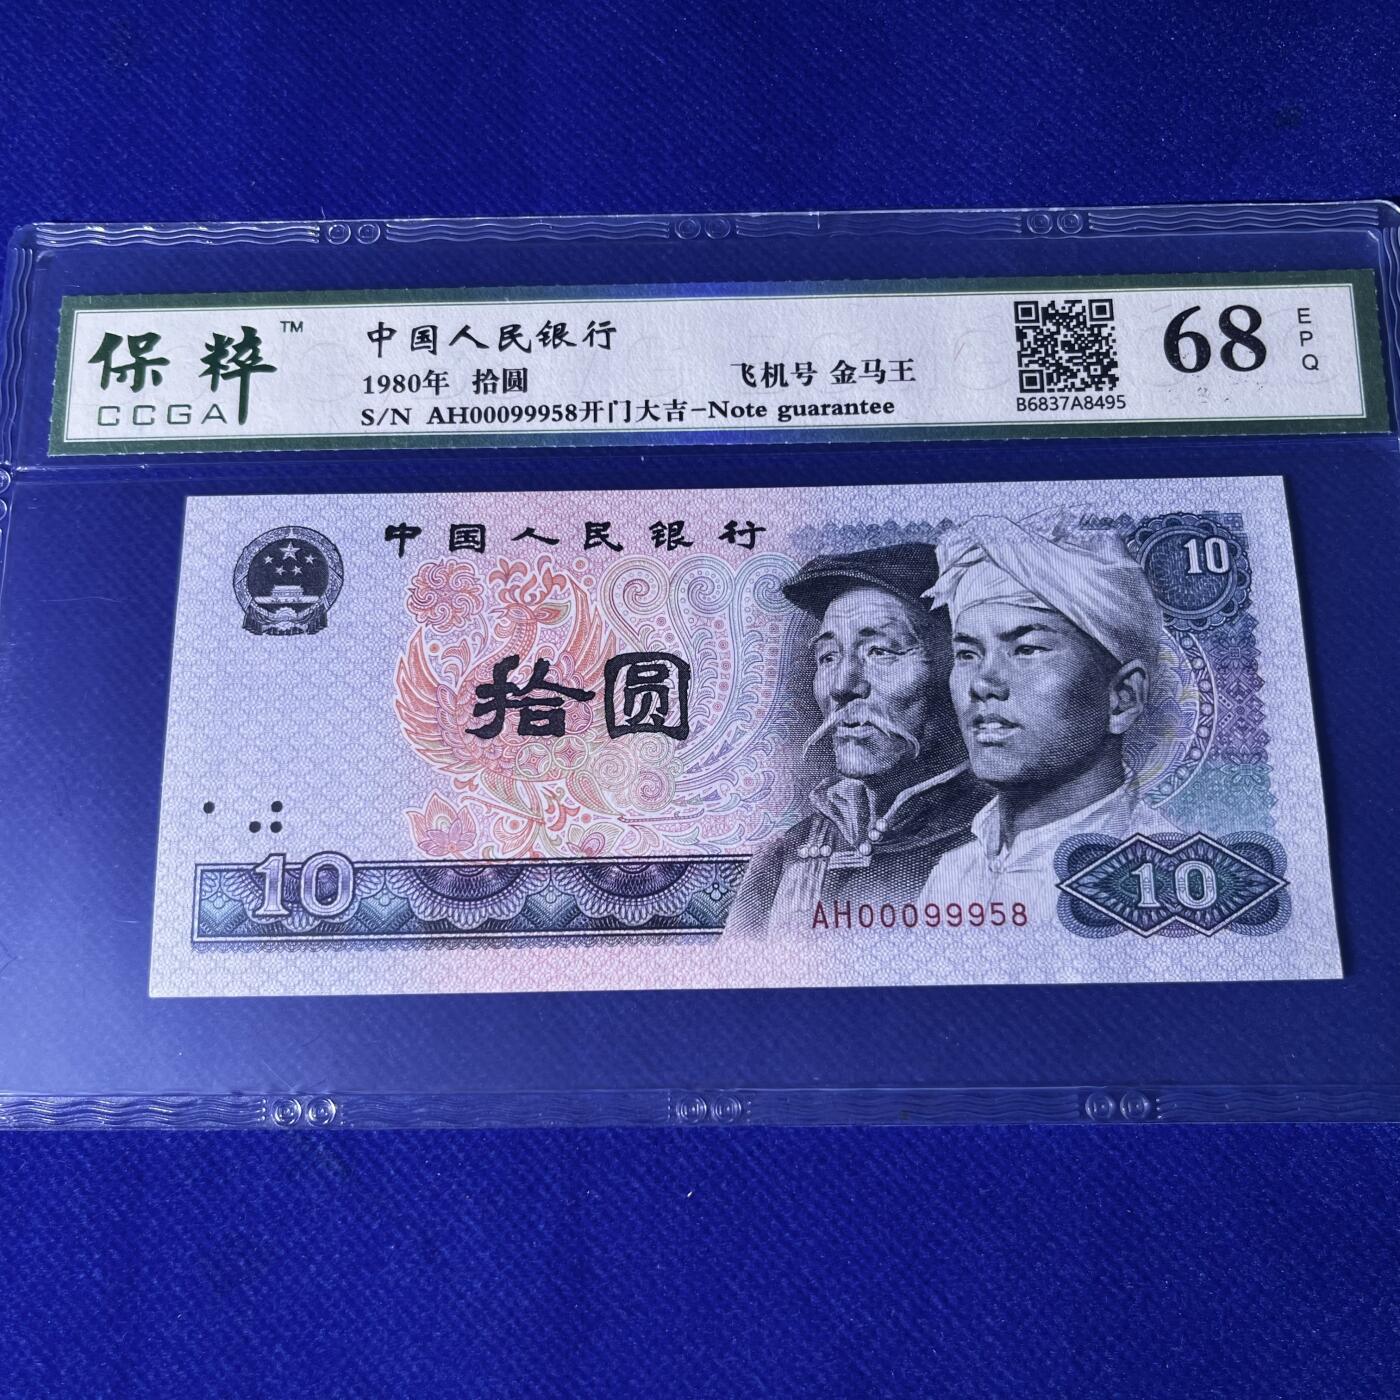 保粹™
CCGA
中国人民银行
1980年 拾圆
飞机号 金马王
S/N AH00099958开门大吉-Note guarantee
B6837A8495
68
EPQ
中国人民银行
10
拾圆
10
AH00099958
10